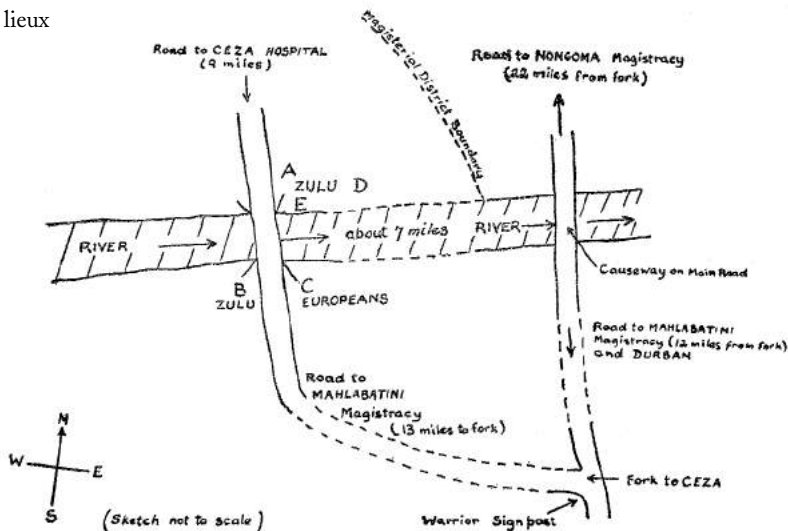 lieux
Road to CEZA HOSPITAL
(9 miles)
Magisterial District Boundary
Road to NONGOMA Magistracy
(22 miles from fork)
A
ZULU D
E
RIVER
about 7 miles
RIVER
Causeway on Main Road
B
ZULU
C
EUROPEANS
Road to MAHLABATINI
Magistracy (12 miles from fork)
and DURBAN
Road to
MAHLABATINI
Magistracy
(13 miles to fork)
N
W
E
S
Fork to CEZA
(Sketch not to scale)
Warrior Signpost